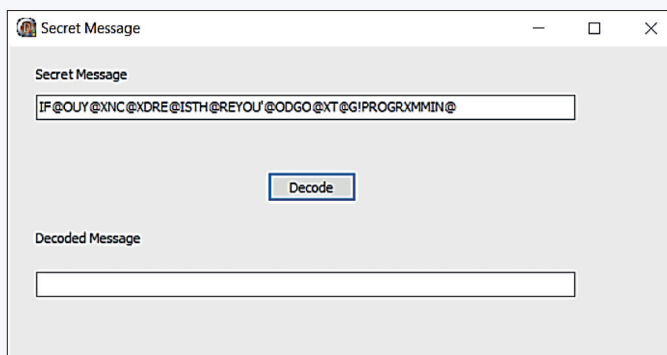 Secret Message
Secret Message
IF@OUY@XNC@XDRE@ISTH@REYOU'@ODGO@XT@G!PROGRXMMIN@
Decode
Decoded Message